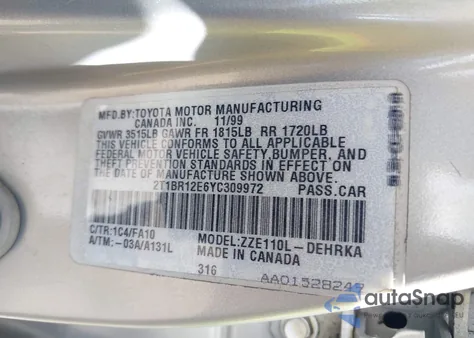 MFD.BY:TOYOTA MOTOR MANUFACTURING
CANADA INC. 11/99
GVWR 3515LB GAWR FR 1815LB RR 1720LB
THIS VEHICLE CONFORMS TO ALL APPLICABLE
FEDERAL MOTOR VEHICLE SAFETY,BUMPER, AND
THEFT PREVENTION STANDARDS IN EFFECT ON
THE DATE OF MANUFACTURE SHOWN ABOVE.
2T1BR12E6YC309972 PASS.CAR
C/TR:1C4/FA10 MODEL:ZZE110L-DEHRKA
A/TM:-03A/A131L MADE IN CANADA
316 AA01528249
autoSnap